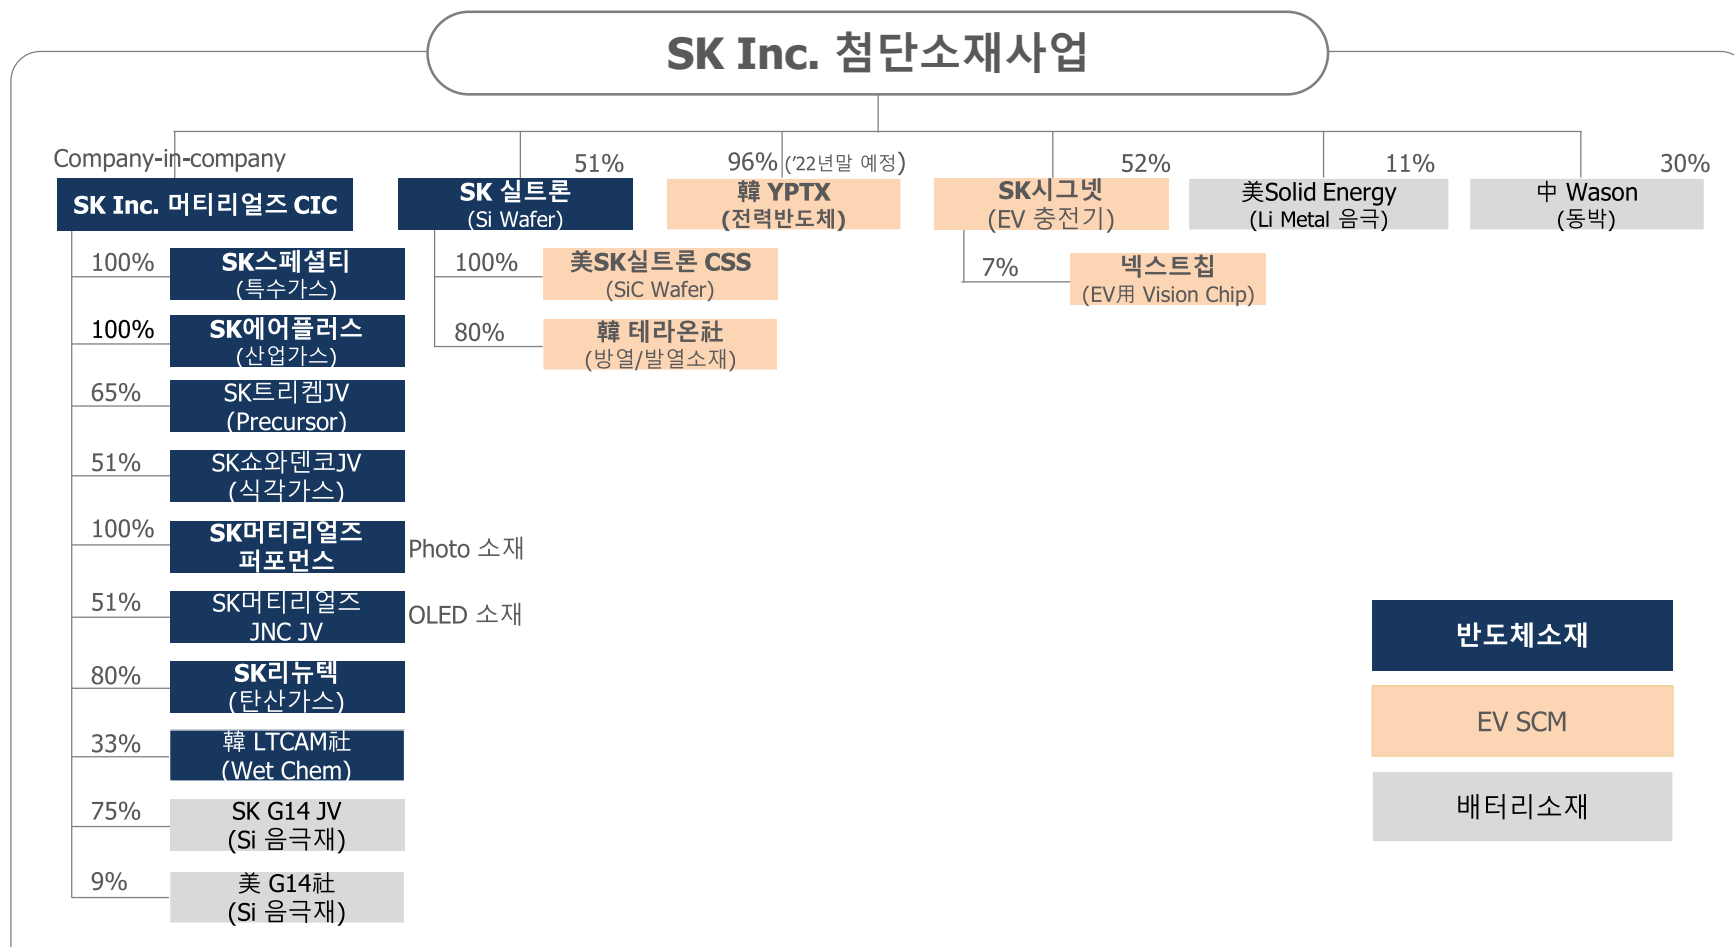 SK Inc. 첨단소재사업
Company-in-company
SK Inc. 머티리얼즈 CIC
100%
SK스페셜티
(특수가스)
100%
SK에어플러스
(산업가스)
65%
SK트리켐JV
(Precursor)
51%
SK쇼와덴코JV
(식각가스)
100%
SK머티리얼즈
퍼포먼스
Photo 소재
51%
SK머티리얼즈
JNC JV
OLED 소재
80%
SK리뉴텍
(탄산가스)
33%
韓 LTCAM社
(Wet Chem)
75%
SK G14 JV
(Si 음극재)
9%
美 G14社
(Si 음극재)
51%
SK 실트론
(Si Wafer)
100%
美SK실트론 CSS
(SiC Wafer)
80%
韓 테라온社
(방열/발열소재)
96% ('22년말 예정)
韓 YPTX
(전력반도체)
52%
SK시그넷
(EV 충전기)
7%
넥스트칩
(EV用 Vision Chip)
11%
美Solid Energy
(Li Metal 음극)
30%
中 Wason
(동박)
반도체소재
EV SCM
배터리소재